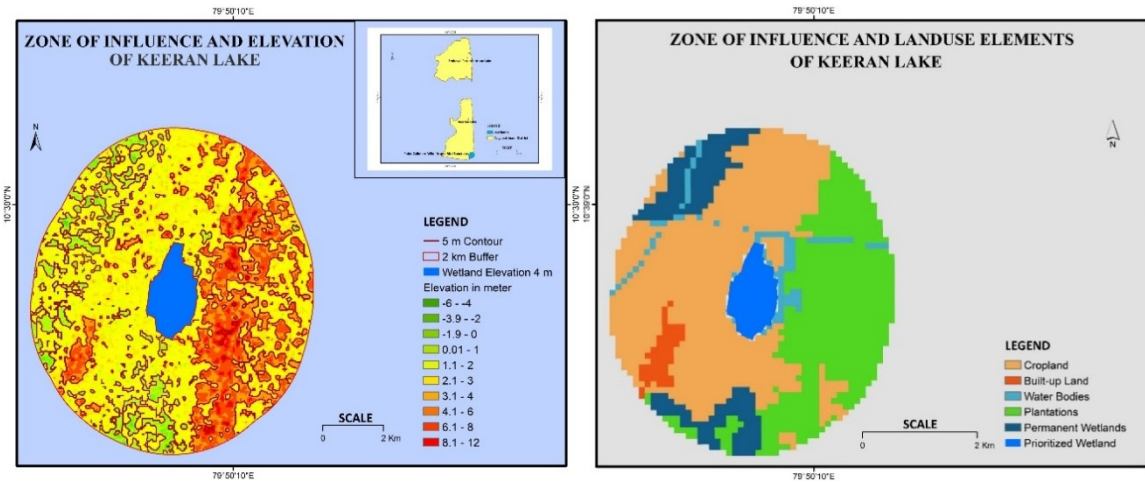 79°50'10"E
ZONE OF INFLUENCE AND ELEVATION
OF KEERAN LAKE
N
10°39'0"N
LEGEND
5 m Contour
2 km Buffer
Wetland Elevation 4 m
Elevation in meter
-6 - -4
-3.9 - -2
-1.9 - 0
0.01 - 1
1.1 - 2
2.1 - 3
3.1 - 4
4.1 - 6
6.1 - 8
8.1 - 12
SCALE
0 2 Km
79°50'10"E
79°50'10"E
ZONE OF INFLUENCE AND LANDUSE ELEMENTS
OF KEERAN LAKE
N
LEGEND
Cropland
Built-up Land
Water Bodies
Plantations
Permanent Wetlands
Prioritized Wetland
SCALE
0 2 Km
79°50'10"E